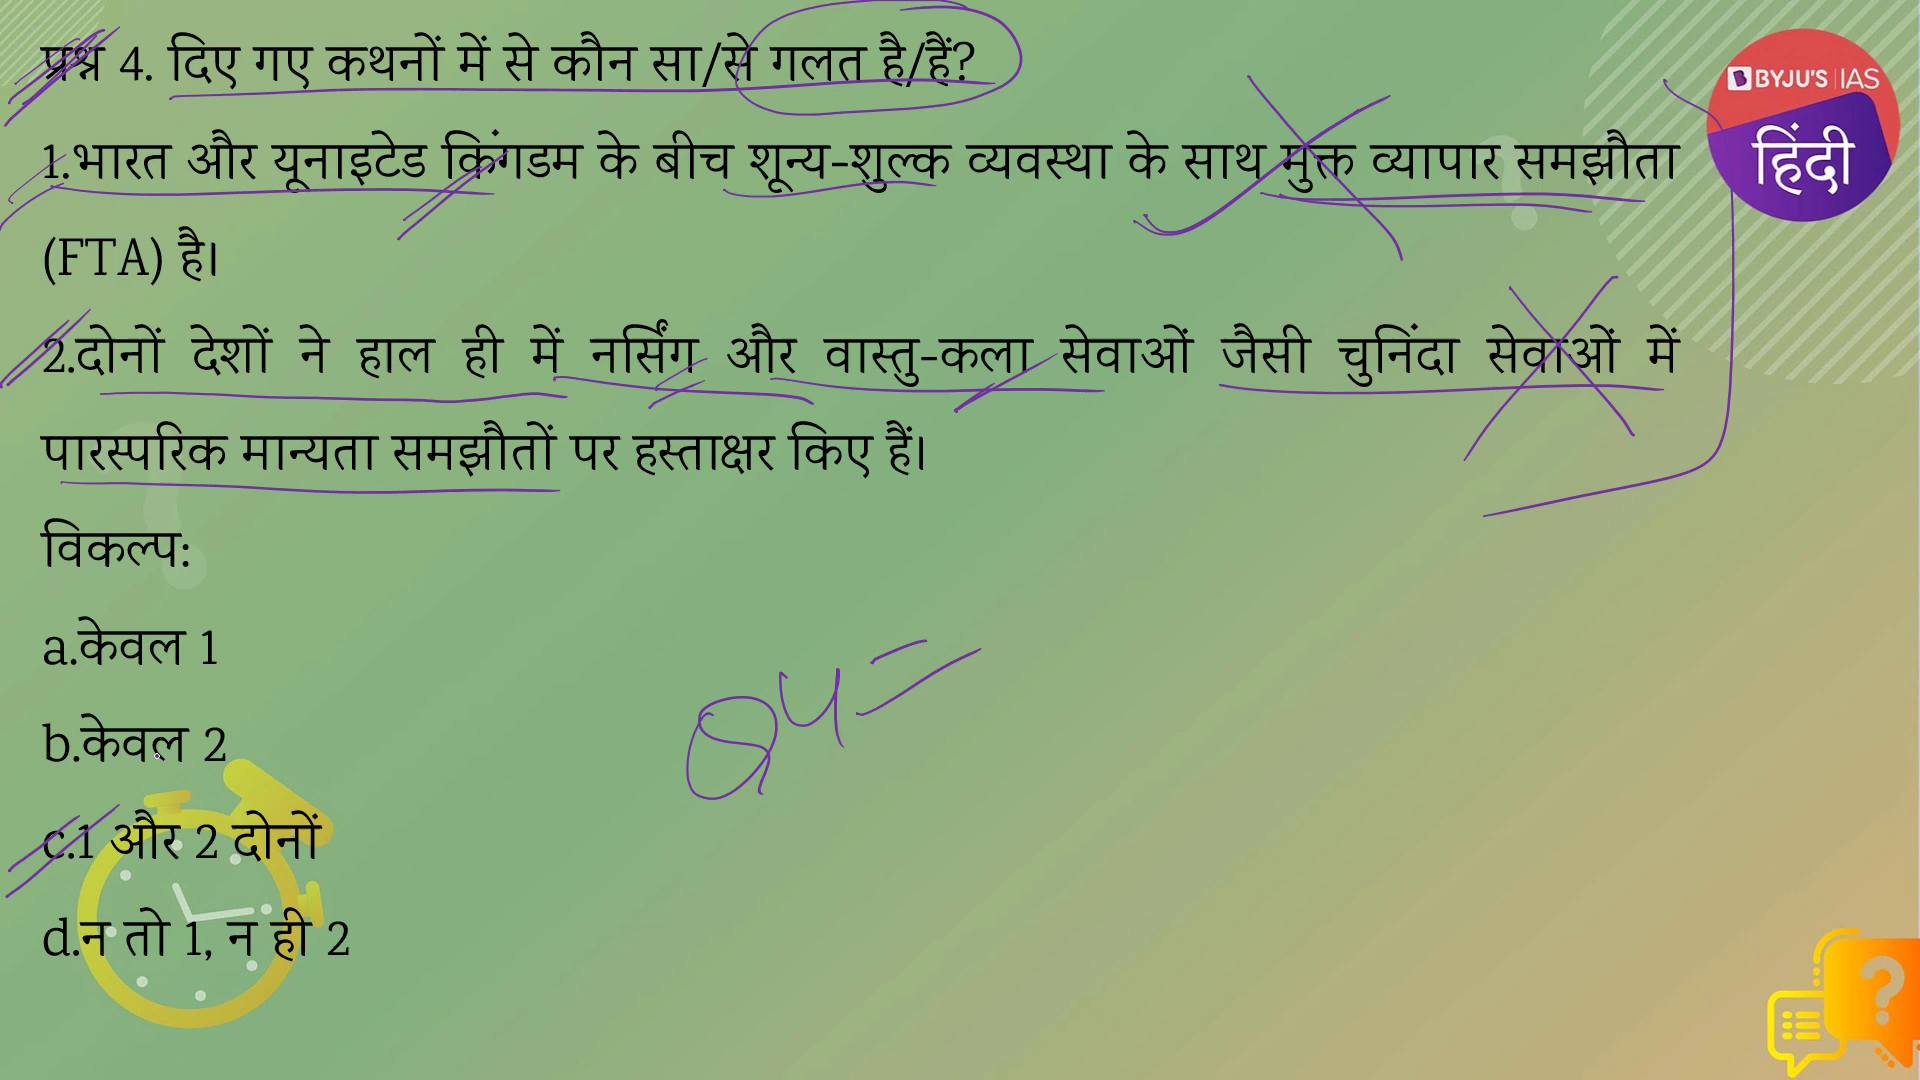 प्रश्न 4. दिए गए कथनों में से कौन सा/से गलत है/हैं?
BYJU'S IAS
हिंदी
1.भारत और यूनाइटेड किंगडम के बीच शून्य-शुल्क व्यवस्था के साथ मुक्त व्यापार समझौता
(FTA) है।
2.दोनों देशों ने हाल ही में नर्सिंग और वास्तु-कला सेवाओं जैसी चुनिंदा सेवाओं में
पारस्परिक मान्यता समझौतों पर हस्ताक्षर किए हैं।
विकल्प:
a.केवल 1
b.केवल 2
Q4=
c.1 और 2 दोनों
d.न तो 1, न ही 2